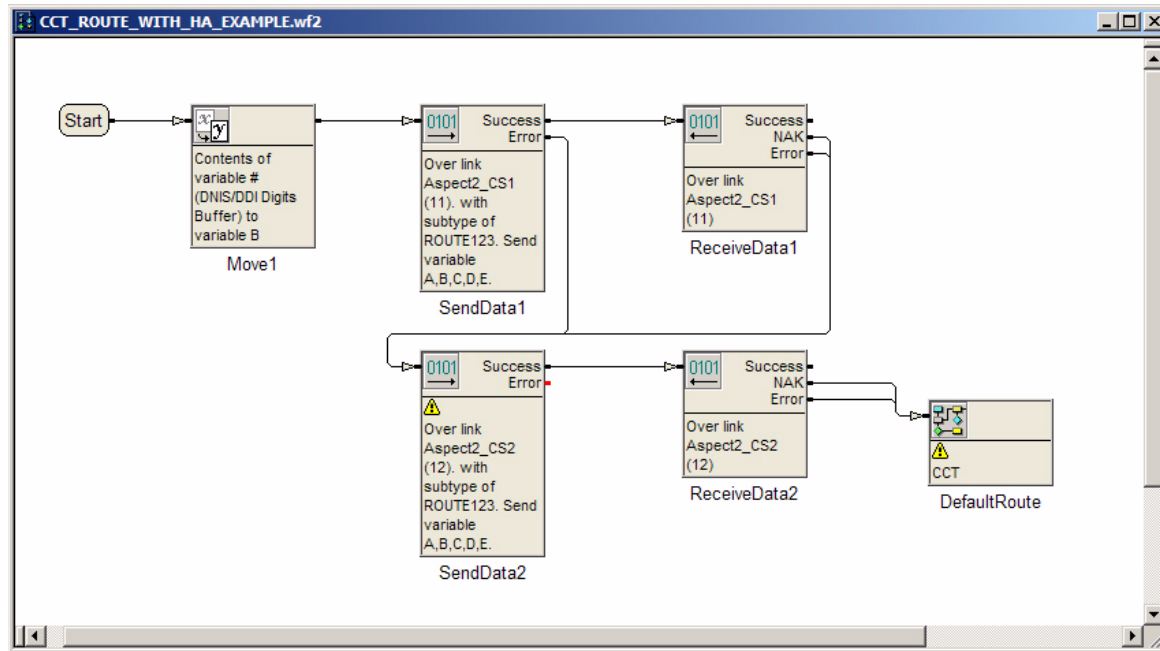 CCT_ROUTE_WITH_HA_EXAMPLE.wf2
Start
x
y
Contents of
variable #
(DNIS/DDI Digits
Buffer) to
variable B
Move1
0101
Success
Error
Over link
Aspect2_CS1
(11). with
subtype of
ROUTE123. Send
variable
A,B,C,D,E.
SendData1
0101
Success
NAK
Error
Over link
Aspect2_CS1
(11)
ReceiveData1
0101
Success
Error
Over link
Aspect2_CS2
(12). with
subtype of
ROUTE123. Send
variable
A,B,C,D,E.
SendData2
0101
Success
NAK
Error
Over link
Aspect2_CS2
(12)
ReceiveData2
CCT
DefaultRoute